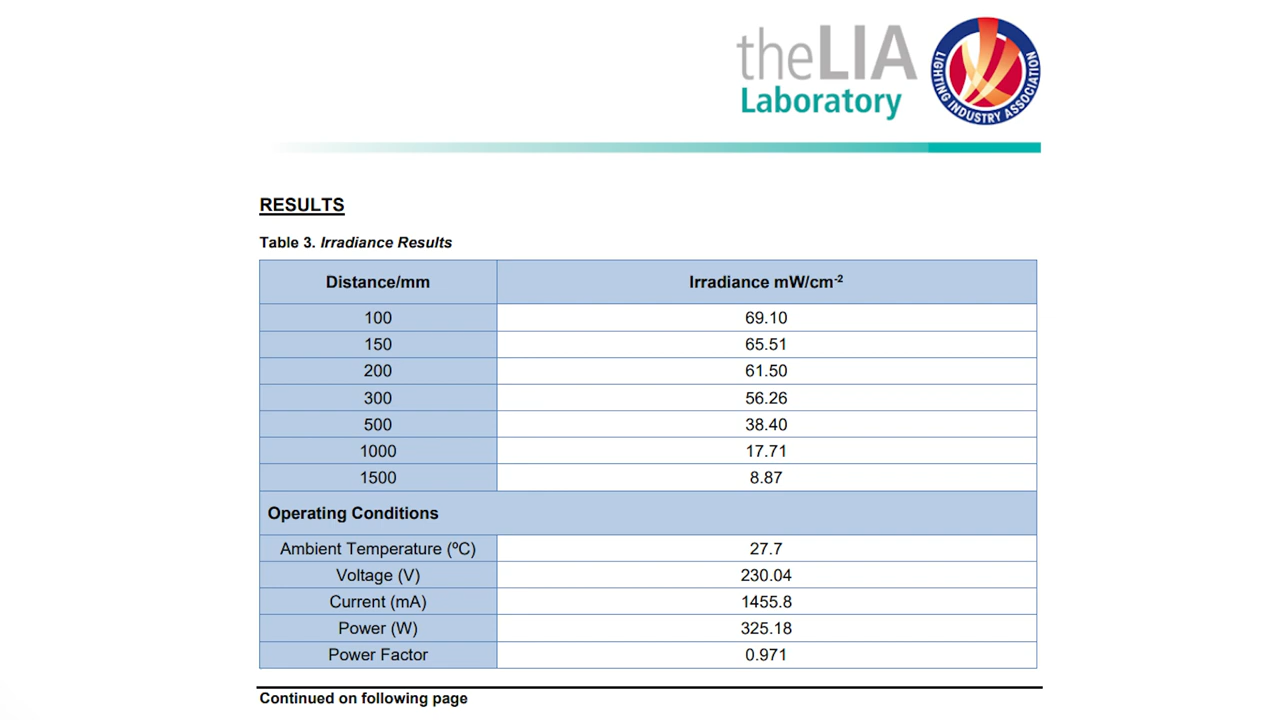 theLIA
Laboratory
LIGHTING INDUSTRY ASSOCIATION
RESULTS
Table 3. Irradiance Results
Distance/mm Irradiance mW/cm-2
100 69.10
150 65.51
200 61.50
300 56.26
500 38.40
1000 17.71
1500 8.87
Operating Conditions
Ambient Temperature (ºC) 27.7
Voltage (V) 230.04
Current (mA) 1455.8
Power (W) 325.18
Power Factor 0.971
Continued on following page